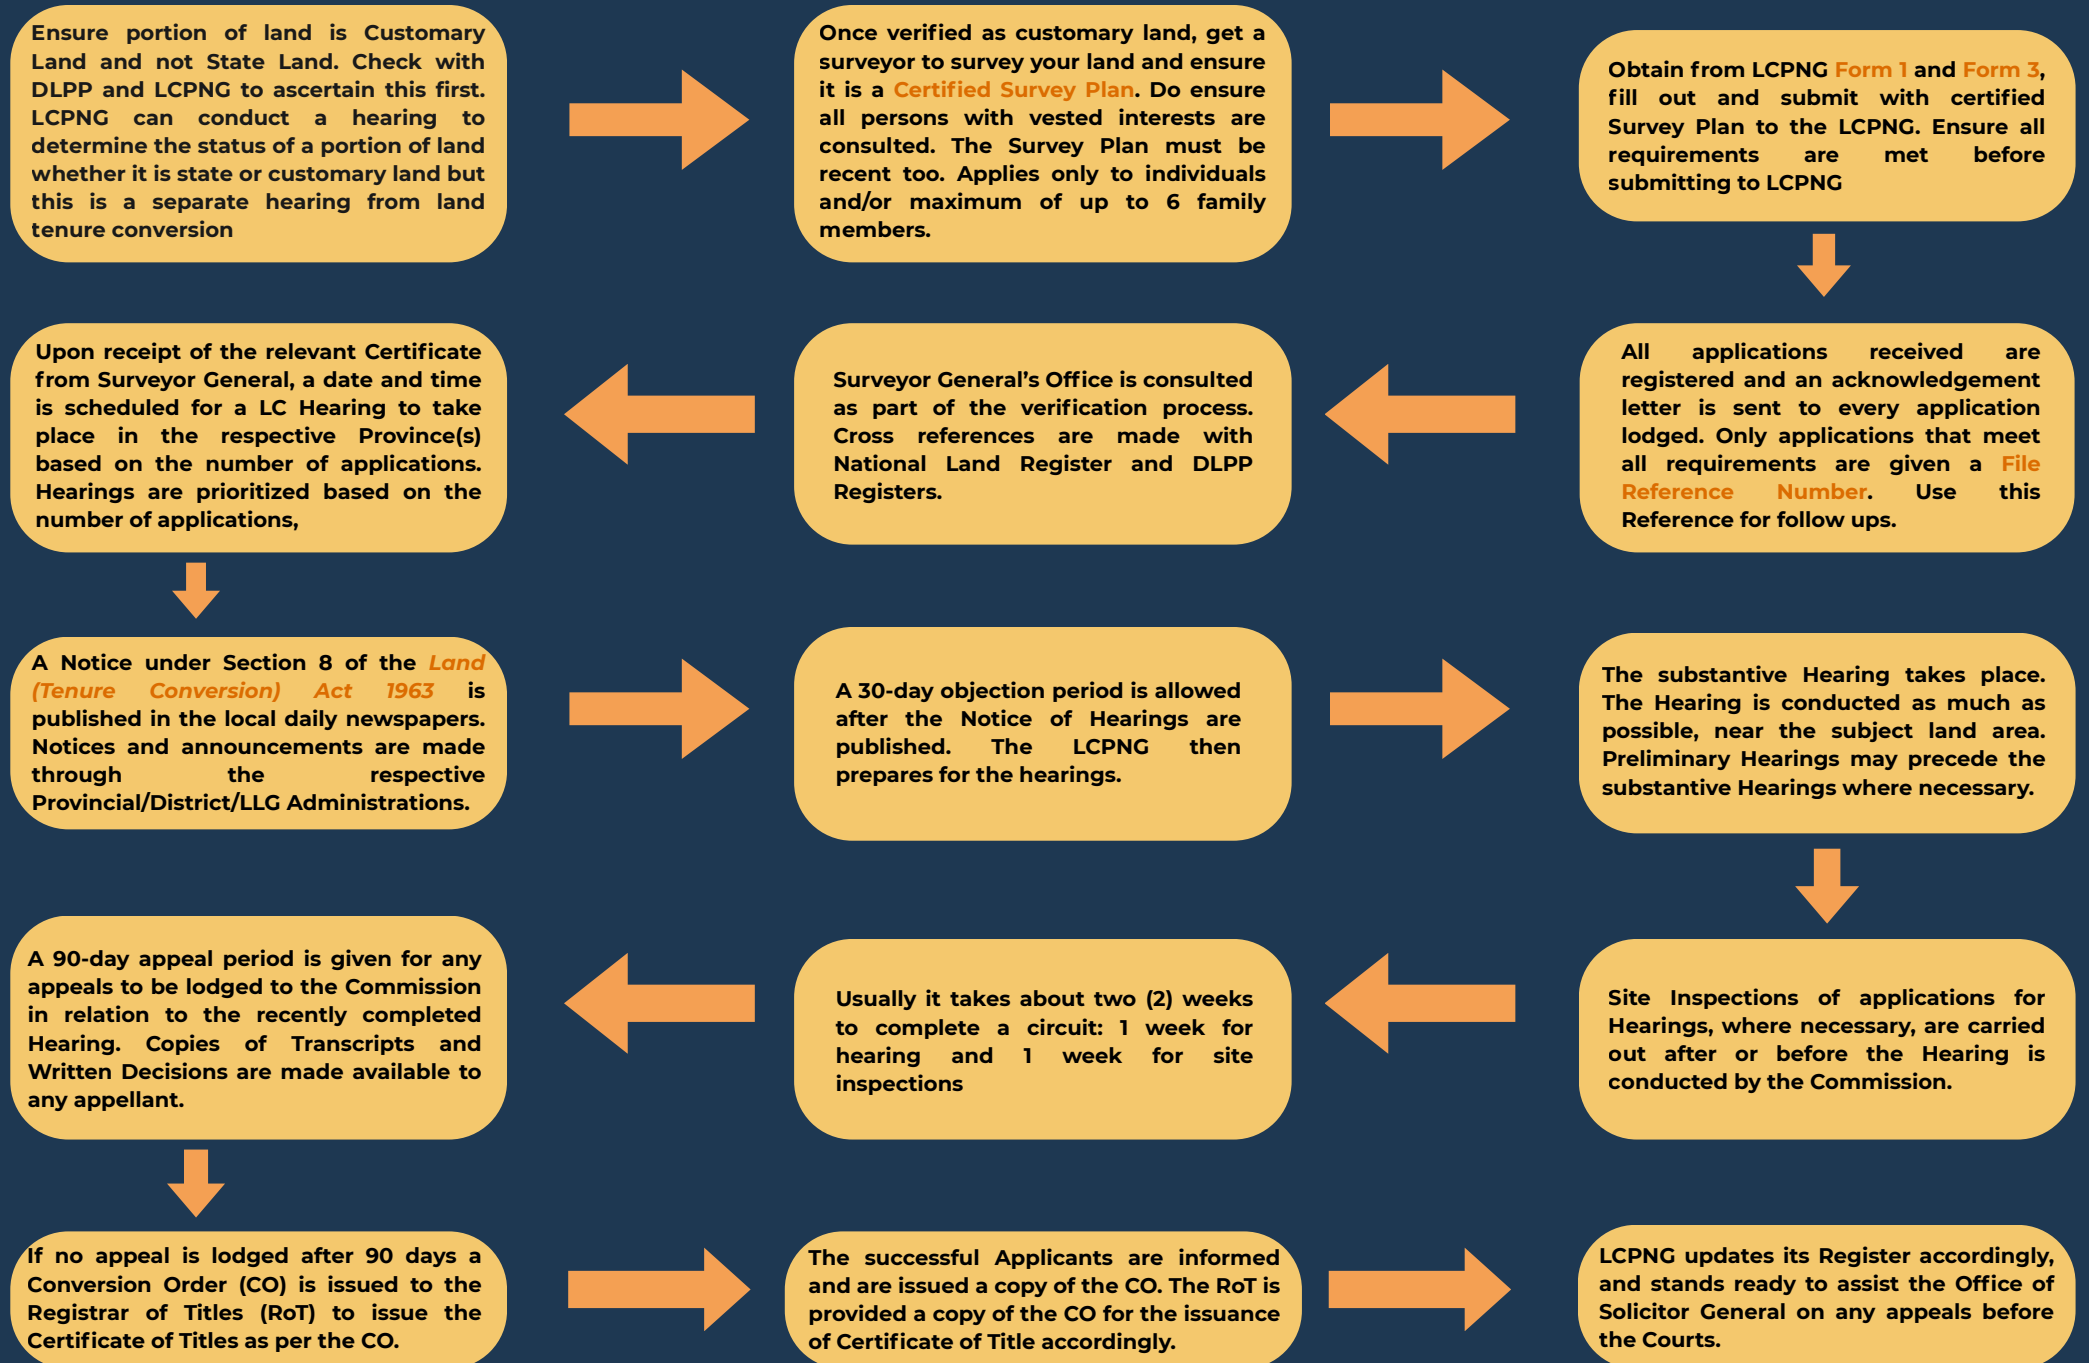 Ensure portion of land is Customary
Land and not State Land. Check with
DLPP and LCPNG to ascertain this first.
LCPNG can conduct a hearing to
determine the status of a portion of land
whether it is state or customary land but
this is a separate hearing from land
tenure conversion
Once verified as customary land, get a
surveyor to survey your land and ensure
it is a Certified Survey Plan. Do ensure
all persons with vested interests are
consulted. The Survey Plan must be
recent too. Applies only to individuals
and/or maximum of up to 6 family
members.
Obtain from LCPNG Form 1 and Form 3,
fill out and submit with certified
Survey Plan to the LCPNG. Ensure all
requirements are met before
submitting to LCPNG
All applications received are
registered and an acknowledgement
letter is sent to every application
lodged. Only applications that meet
all requirements are given a File
Reference Number. Use this
Reference for follow ups.
Surveyor General's Office is consulted
as part of the verification process.
Cross references are made with
National Land Register and DLPP
Registers.
Upon receipt of the relevant Certificate
from Surveyor General, a date and time
is scheduled for a LC Hearing to take
place in the respective Province(s)
based on the number of applications.
Hearings are prioritized based on the
number of applications,
A Notice under Section 8 of the Land
(Tenure Conversion) Act 1963 is
published in the local daily newspapers.
Notices and announcements are made
through the respective
Provincial/District/LLG Administrations.
A 30-day objection period is allowed
after the Notice of Hearings are
published. The LCPNG then
prepares for the hearings.
The substantive Hearing takes place.
The Hearing is conducted as much as
possible, near the subject land area.
Preliminary Hearings may precede the
substantive Hearings where necessary.
Site Inspections of applications for
Hearings, where necessary, are carried
out after or before the Hearing is
conducted by the Commission.
Usually it takes about two (2) weeks
to complete a circuit: 1 week for
hearing and 1 week for site
inspections
A 90-day appeal period is given for any
appeals to be lodged to the Commission
in relation to the recently completed
Hearing. Copies of Transcripts and
Written Decisions are made available to
any appellant.
If no appeal is lodged after 90 days a
Conversion Order (CO) is issued to the
Registrar of Titles (RoT) to issue the
Certificate of Titles as per the CO.
The successful Applicants are informed
and are issued a copy of the CO. The RoT is
provided a copy of the CO for the issuance
of Certificate of Title accordingly.
LCPNG updates its Register accordingly,
and stands ready to assist the Office of
Solicitor General on any appeals before
the Courts.